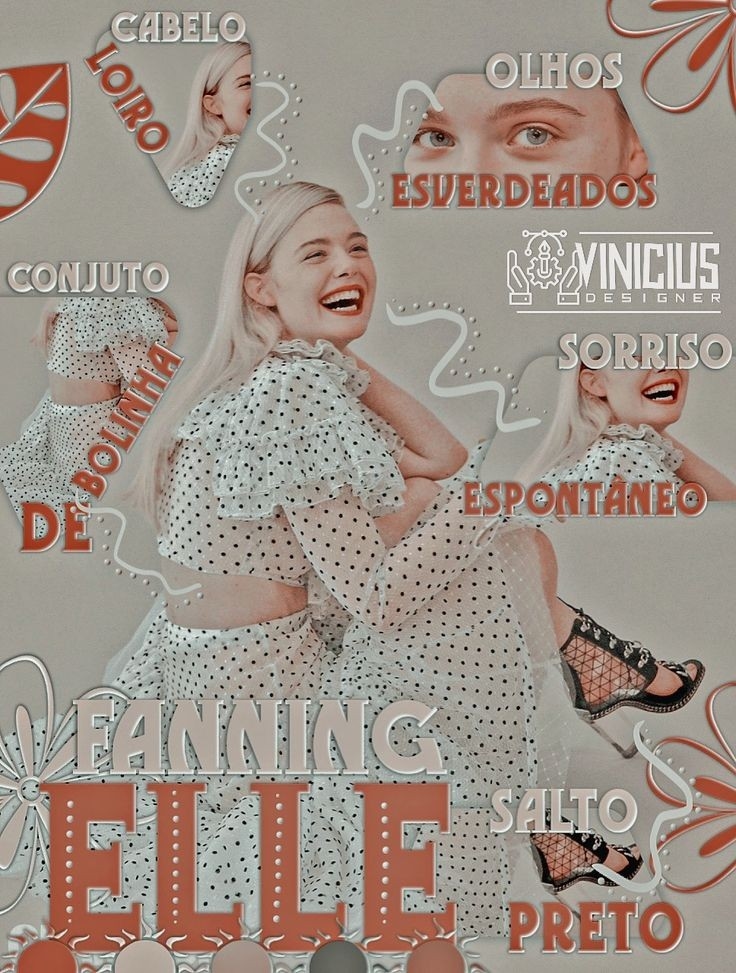 CABELO
LOIRO
OLHOS
ESVERDEADOS
VINICIUS
DESIGNER
CONJUTO
DE BOLINHA
SORRISO
ESPONTÂNEO
FANNING
ELLE
SALTO
PRETO